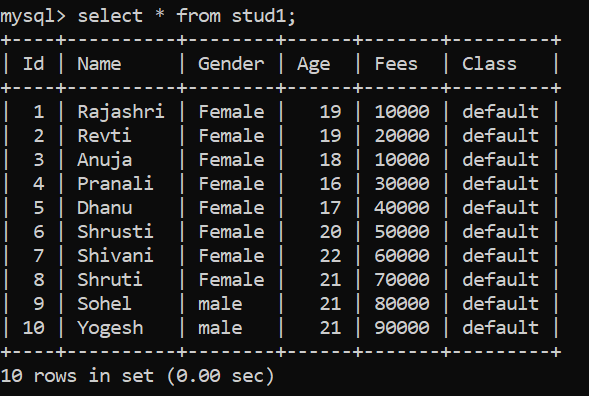 mysql> select * from stud1;
+----+----------+--------+------+-------+---------+
| Id | Name     | Gender | Age  | Fees  | Class   |
+----+----------+--------+------+-------+---------+
|  1 | Rajashri | Female |   19 | 10000 | default |
|  2 | Revti    | Female |   19 | 20000 | default |
|  3 | Anuja    | Female |   18 | 10000 | default |
|  4 | Pranali  | Female |   16 | 30000 | default |
|  5 | Dhanu    | Female |   17 | 40000 | default |
|  6 | Shrusti  | Female |   20 | 50000 | default |
|  7 | Shivani  | Female |   22 | 60000 | default |
|  8 | Shruti   | Female |   21 | 70000 | default |
|  9 | Sohel    | male   |   21 | 80000 | default |
| 10 | Yogesh   | male   |   21 | 90000 | default |
+----+----------+--------+------+-------+---------+
10 rows in set (0.00 sec)